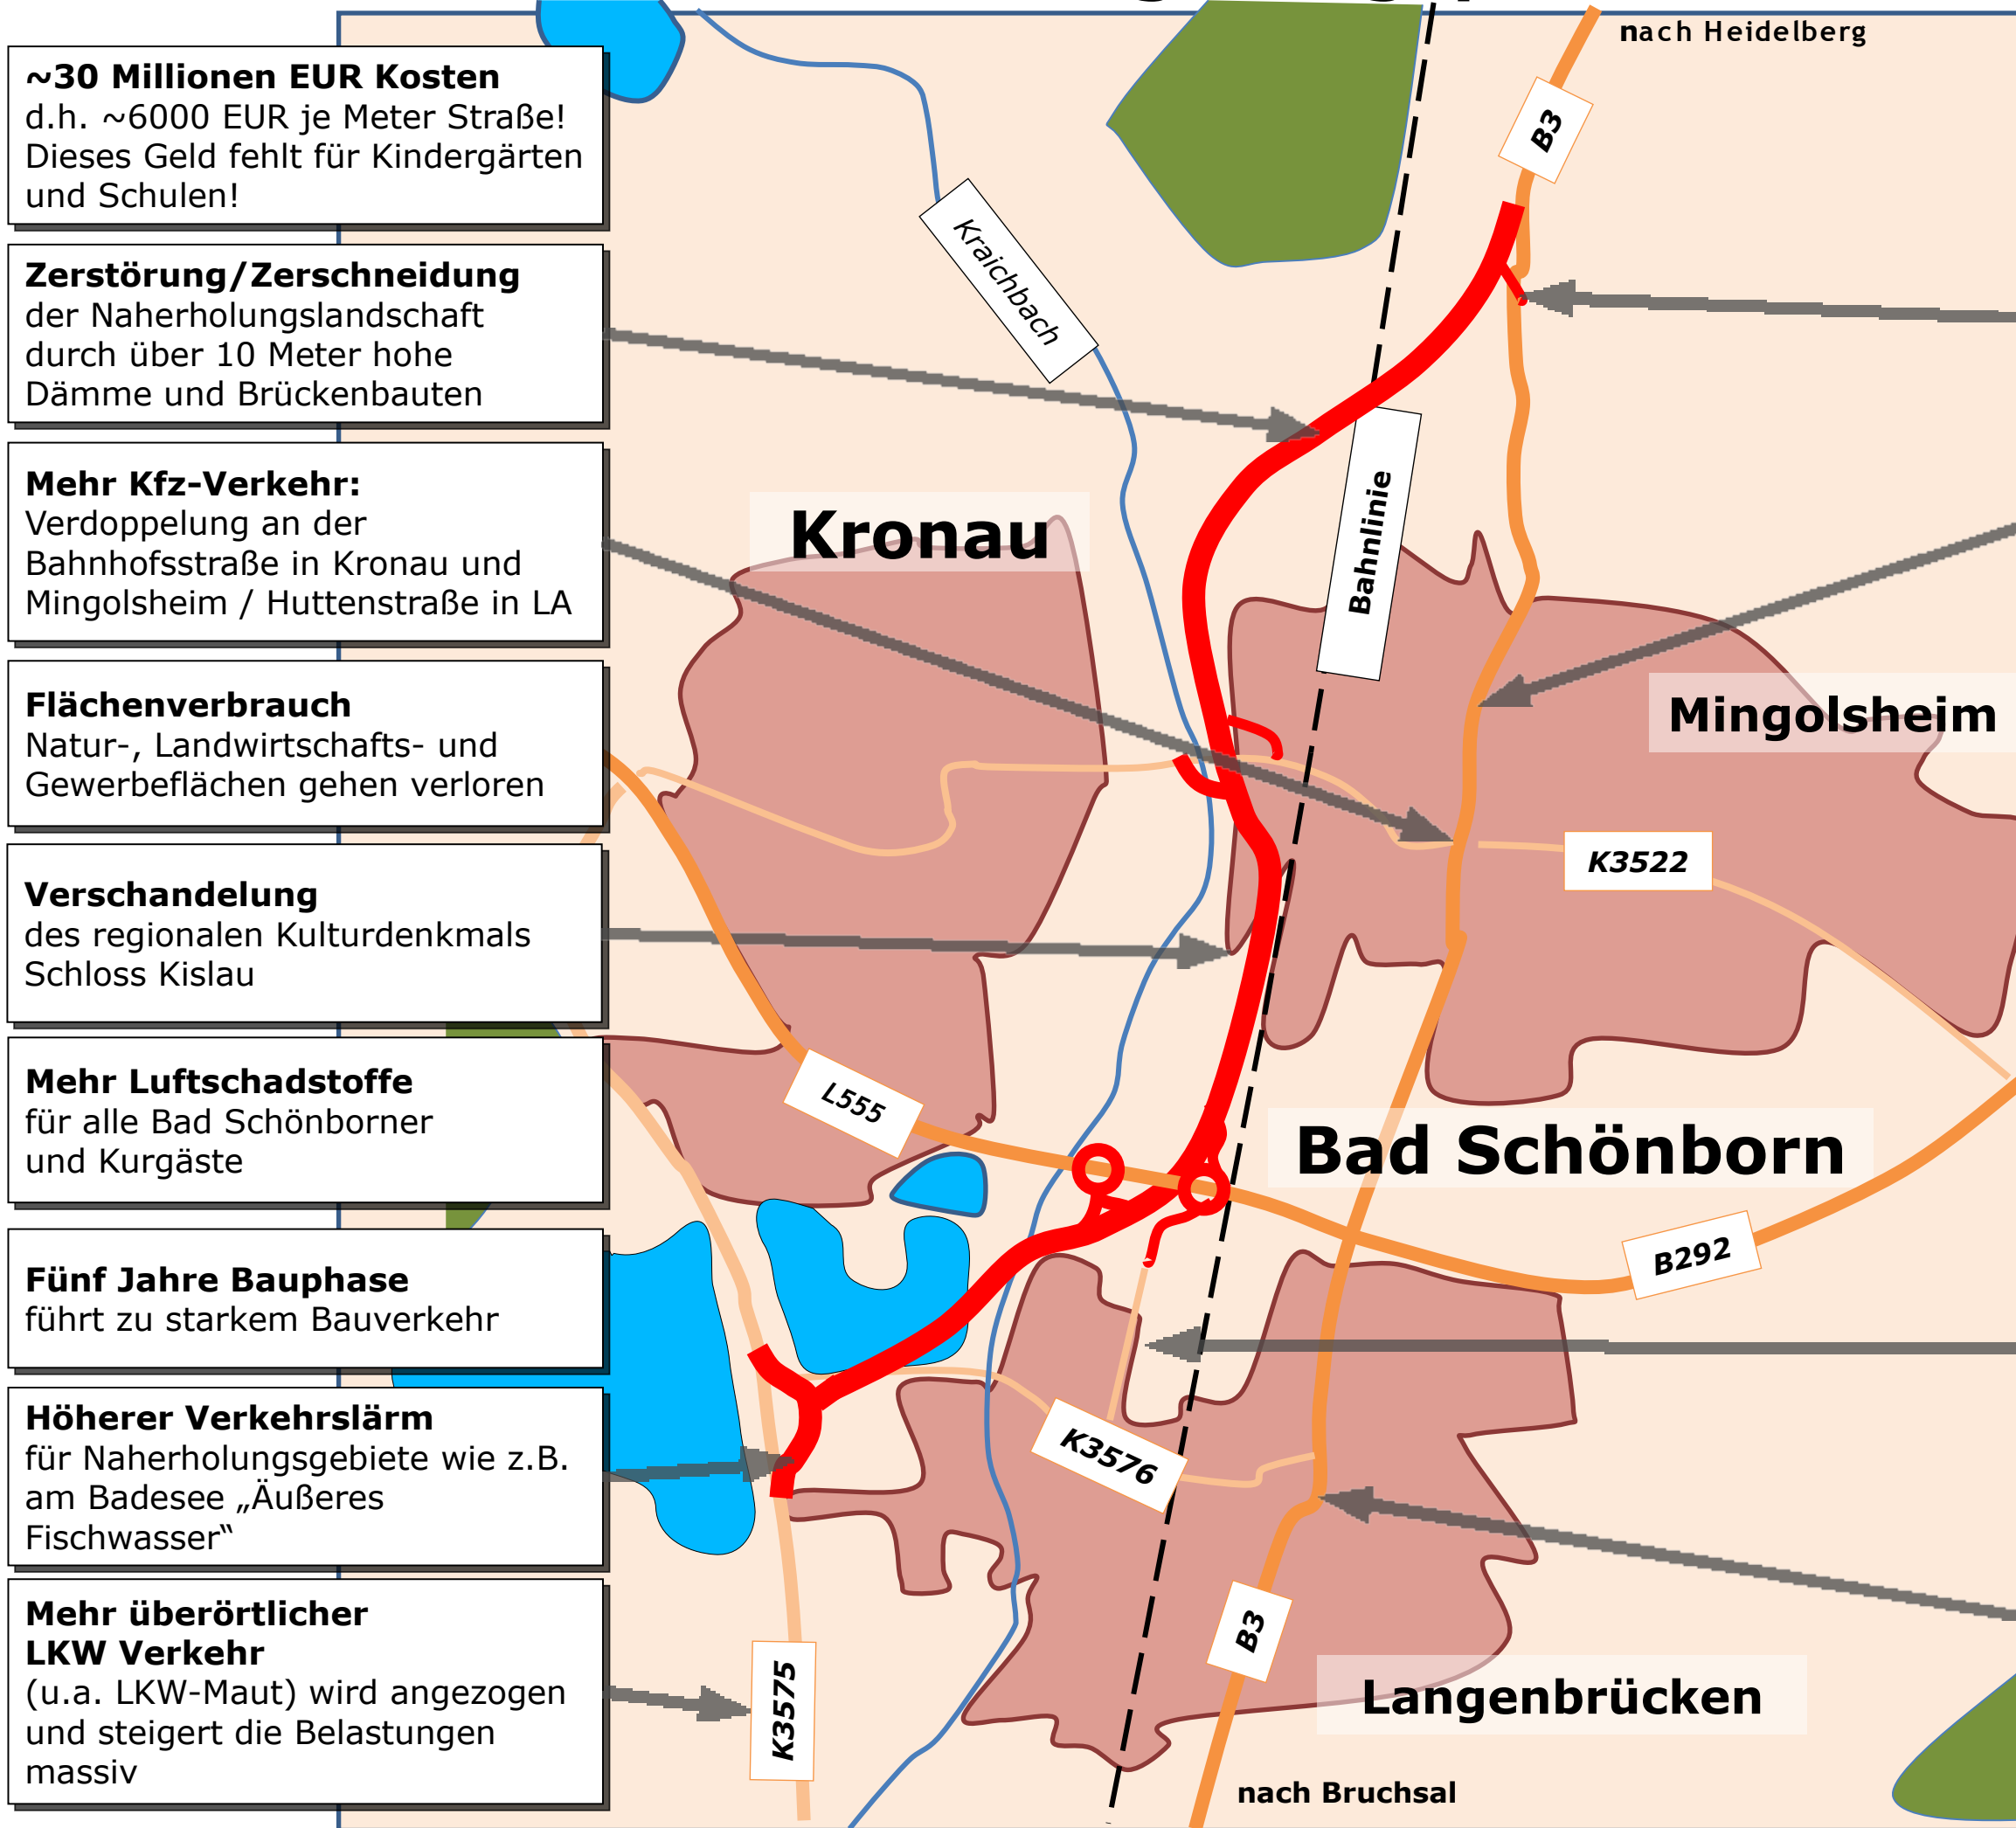 nach Heidelberg
~30 Millionen EUR Kosten
d.h. ~6000 EUR je Meter Straße!
Dieses Geld fehlt für Kindergärten
und Schulen!
B3
Kraichbach
Zerstörung/Zerschneidung
der Naherholungslandschaft
durch über 10 Meter hohe
Dämme und Brückenbauten
Mehr Kfz-Verkehr:
Verdoppelung an der
Bahnhofsstraße in Kronau und
Mingolsheim / Huttenstraße in LA
Kronau
Bahnlinie
Flächenverbrauch
Natur-, Landwirtschafts- und
Gewerbeflächen gehen verloren
Mingolsheim
K3522
Verschandelung
des regionalen Kulturdenkmals
Schloss Kislau
Mehr Luftschadstoffe
für alle Bad Schönborner
und Kurgäste
L555
Bad Schönborn
B292
Fünf Jahre Bauphase
führt zu starkem Bauverkehr
Höherer Verkehrslärm
für Naherholungsgebiete wie z.B.
am Badesee „Äußeres
Fischwasser“
K3576
Mehr überörtlicher
LKW Verkehr
(u.a. LKW-Maut) wird angezogen
und steigert die Belastungen
massiv
K3575
B3
Langenbrücken
nach Bruchsal